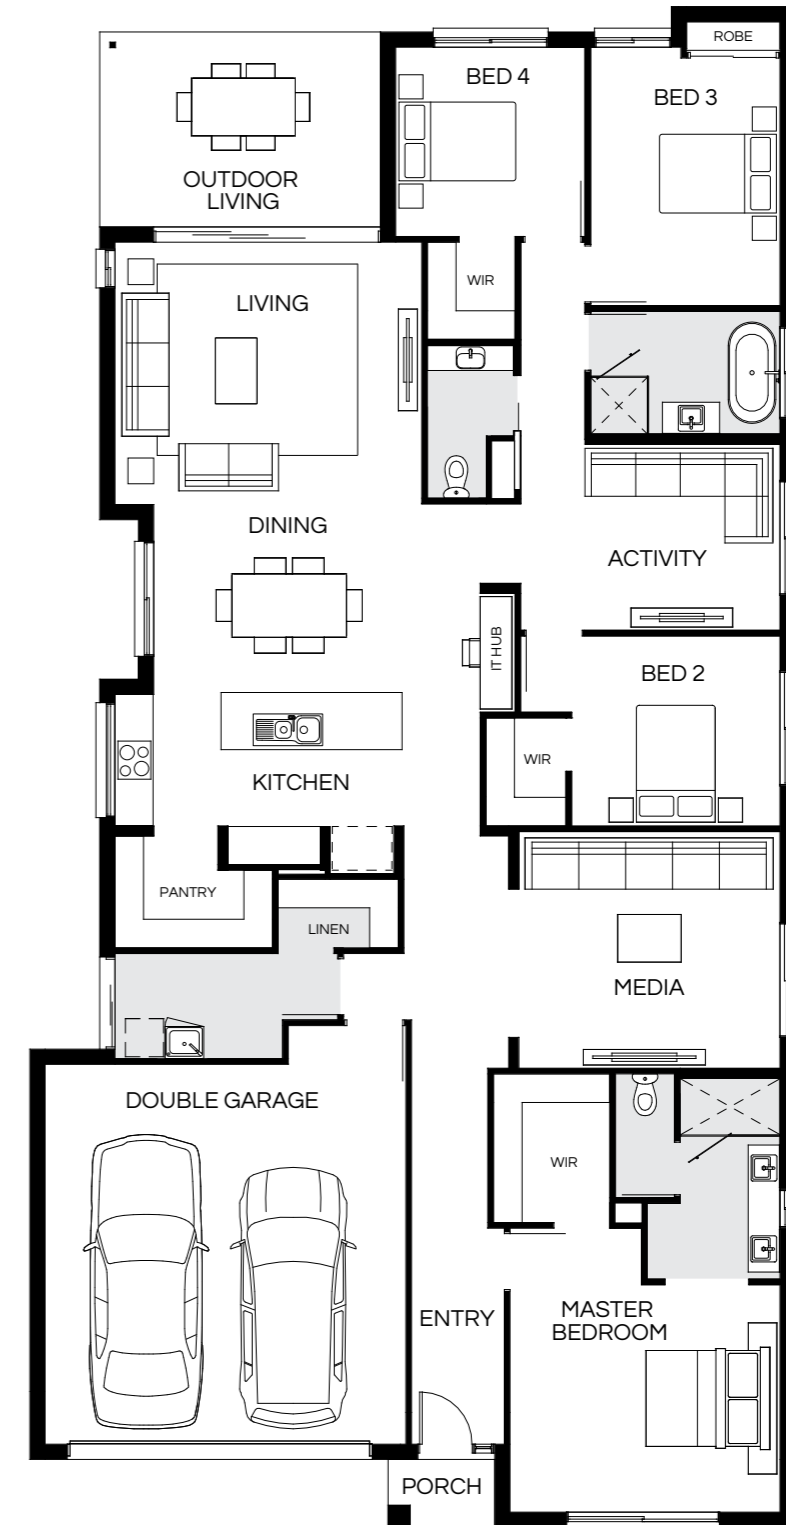 ROBE
BED 4
BED 3
OUTDOOR
LIVING
WIR
LIVING
DINING
ACTIVITY
IT HUB
BED 2
WIR
KITCHEN
PANTRY
LINEN
MEDIA
DOUBLE GARAGE
WIR
ENTRY
MASTER
BEDROOM
PORCH